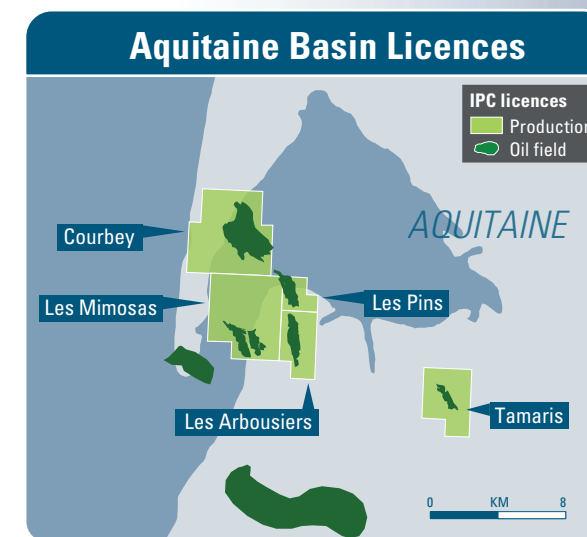 Aquitaine Basin Licences
IPC licences
Production
Oil field
AQUITAINE
Courbey
Les Mimosas
Les Pins
Les Arbousiers
Tamaris
0 KM 8